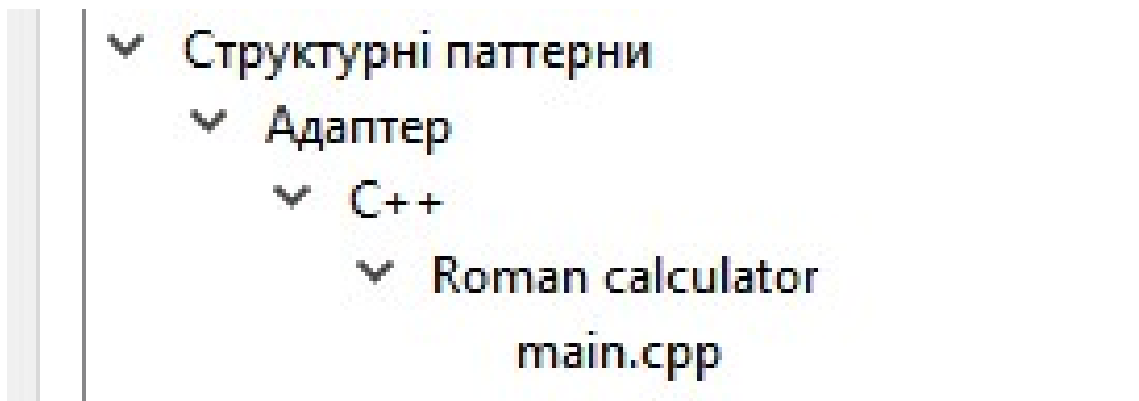 Структурні паттерни
Адаптер
C++
Roman calculator
main.cpp